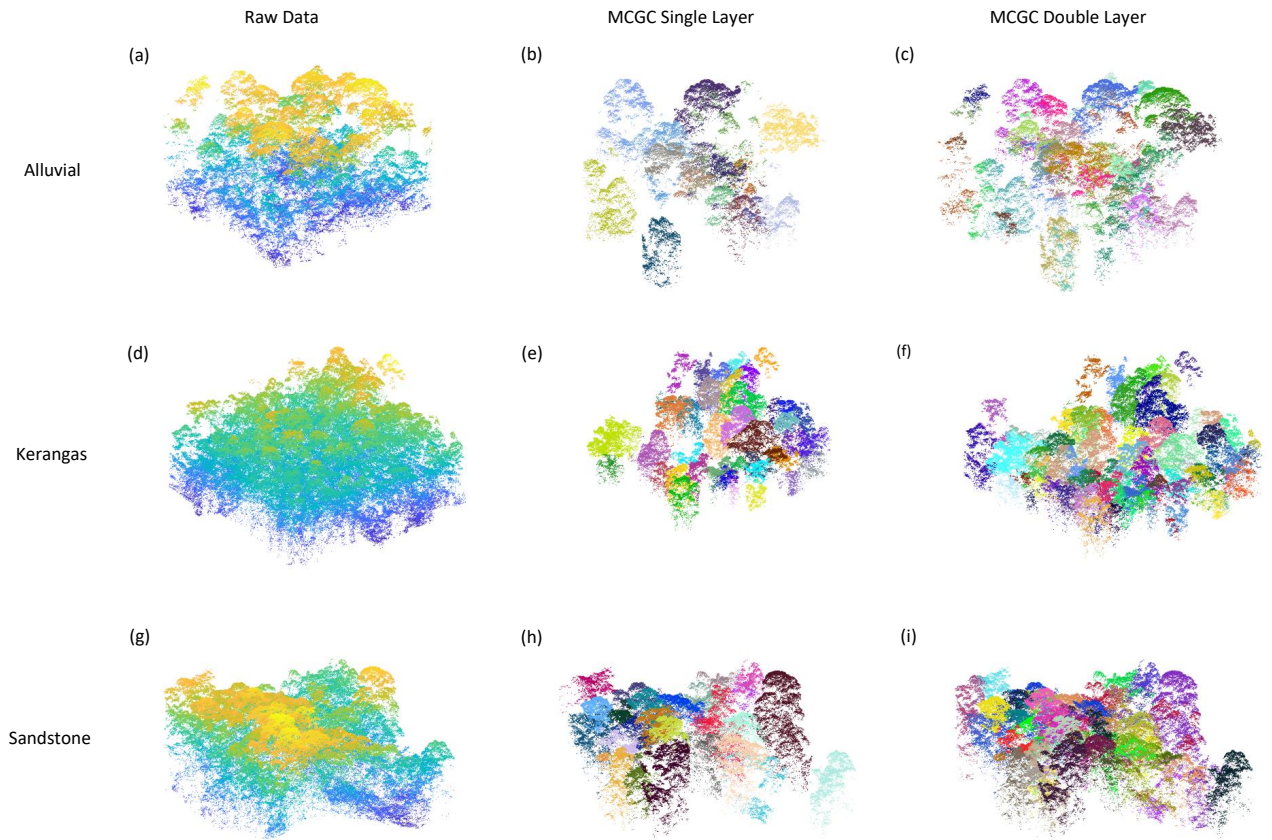 Raw Data
MCGC Single Layer
MCGC Double Layer
(a)
(b)
(c)
Alluvial
(d)
(e)
(f)
Kerangas
(g)
(h)
(i)
Sandstone